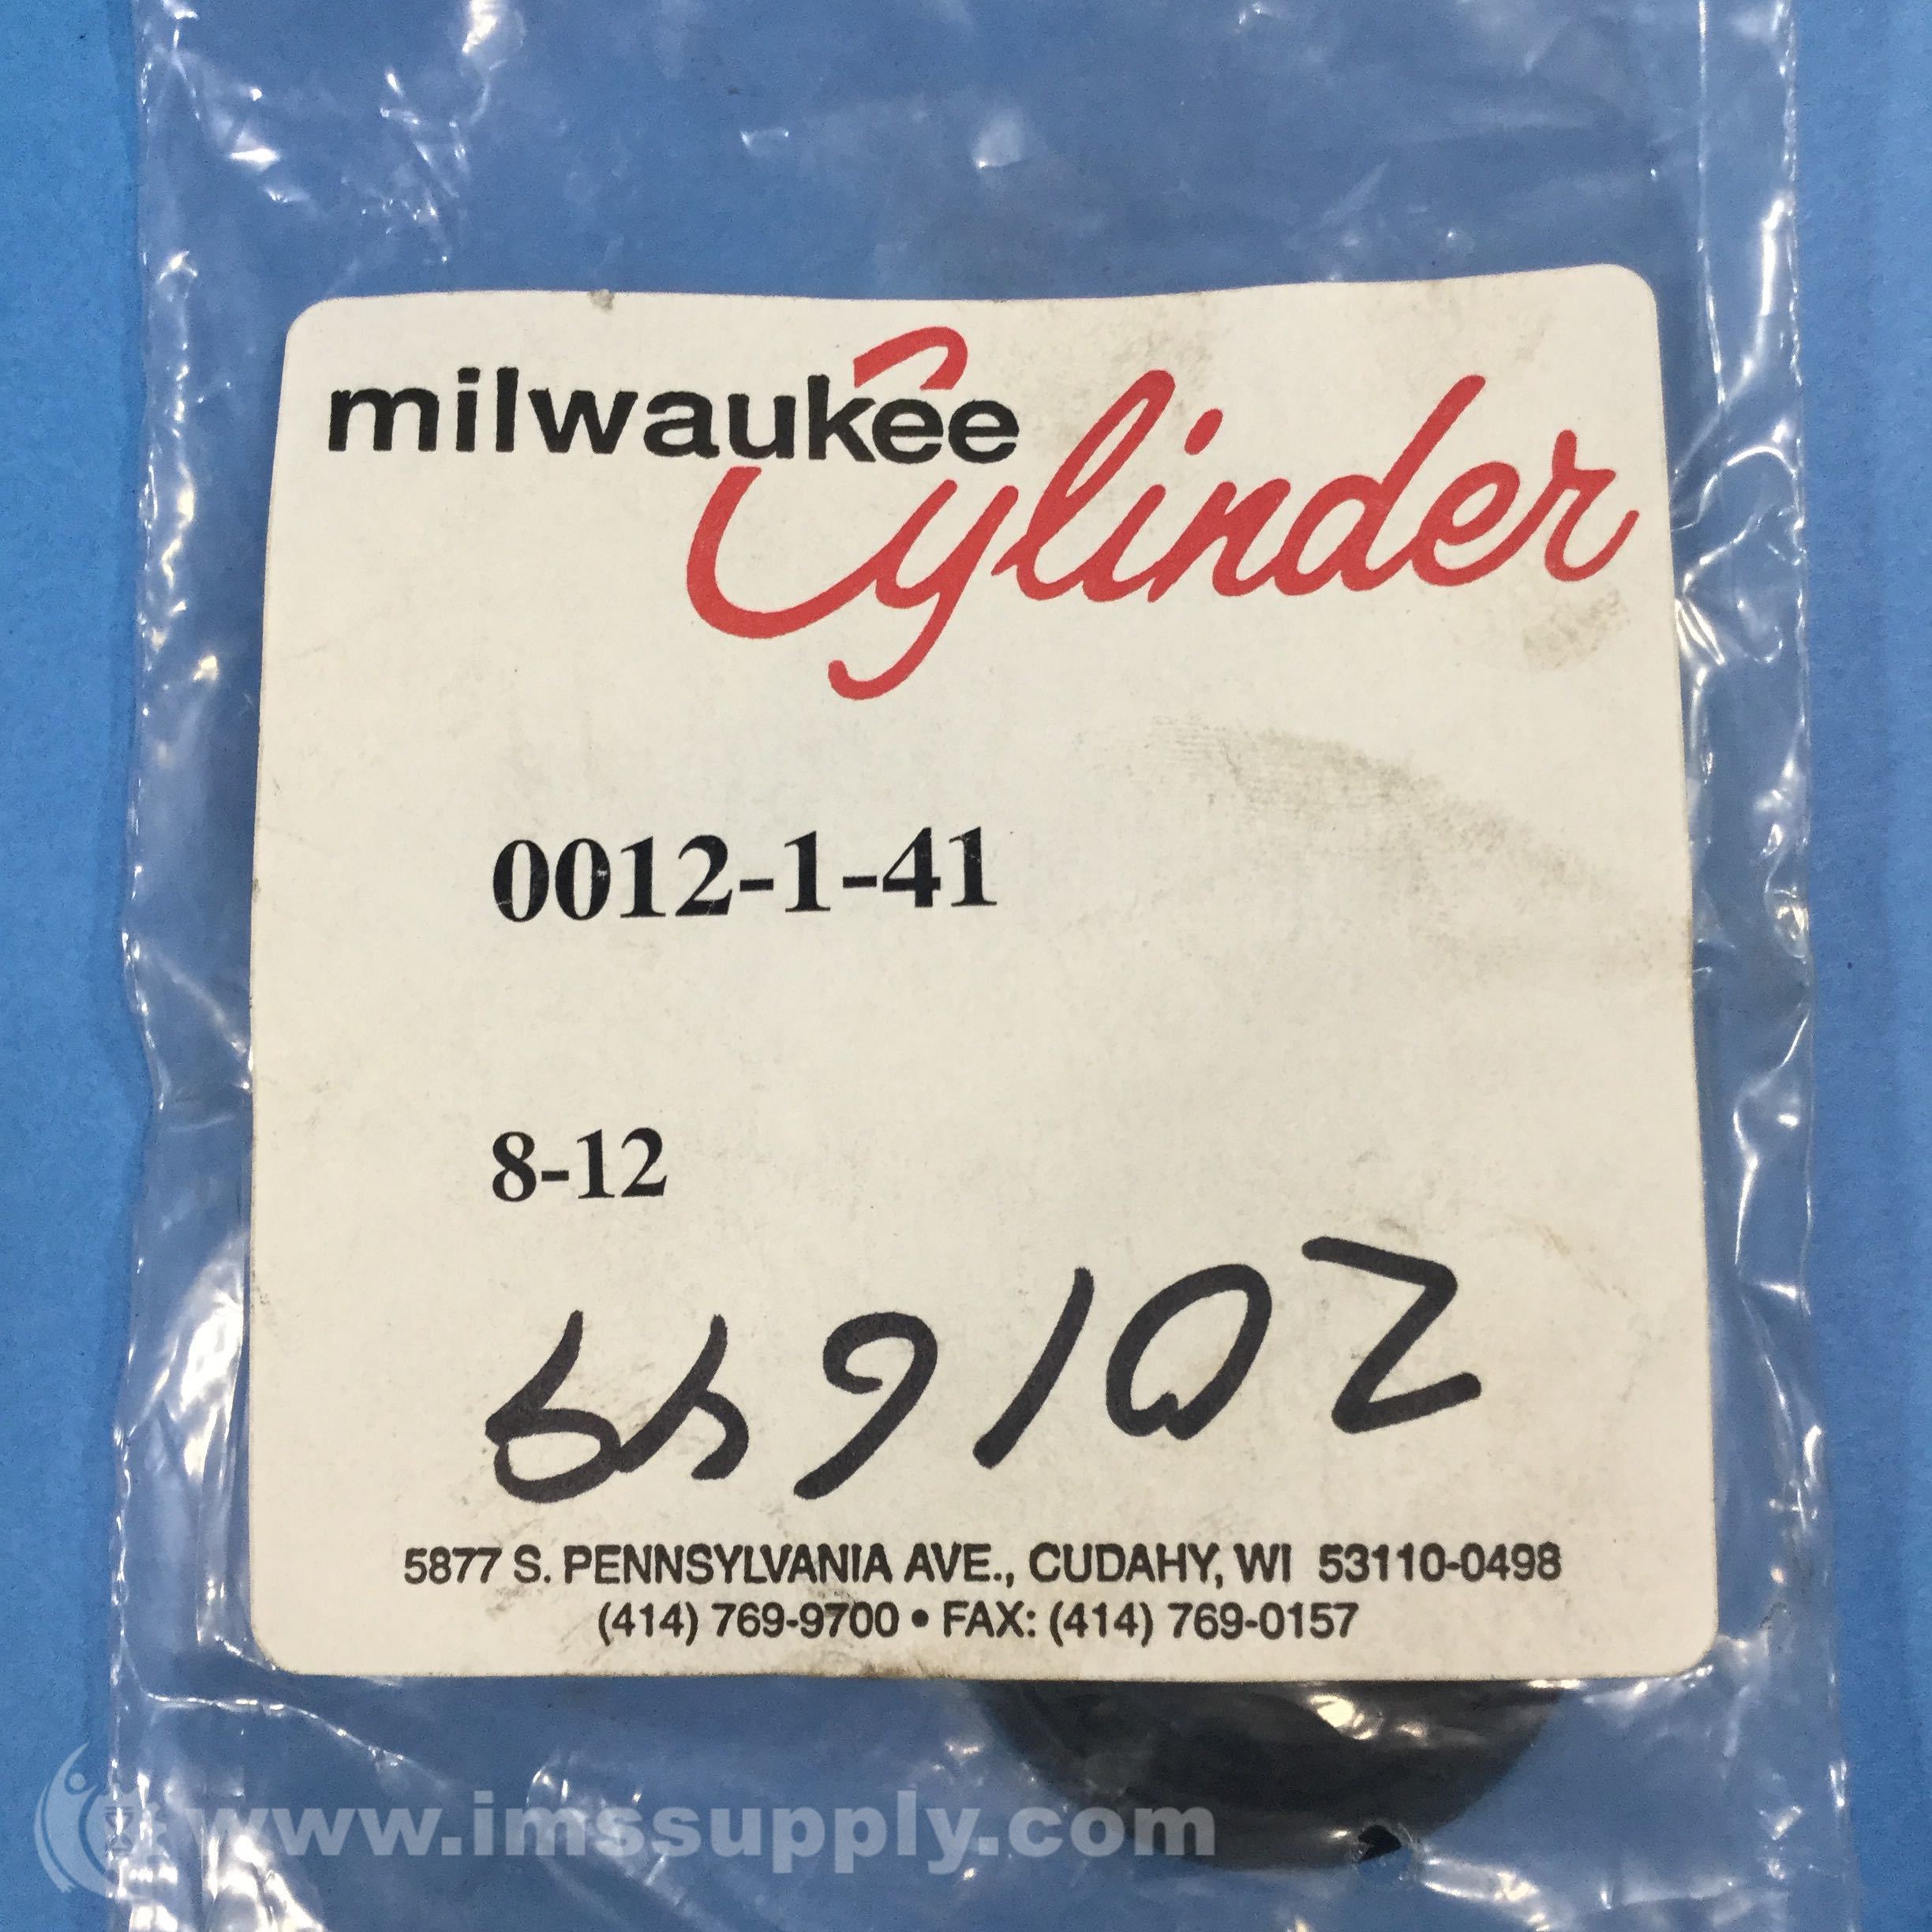 milwaukee Cylinder
0012-1-41
8-12
5877 S. PENNSYLVANIA AVE., CUDAHY, WI 53110-0498
(414) 769-9700 • FAX: (414) 769-0157
www.imssupply.com